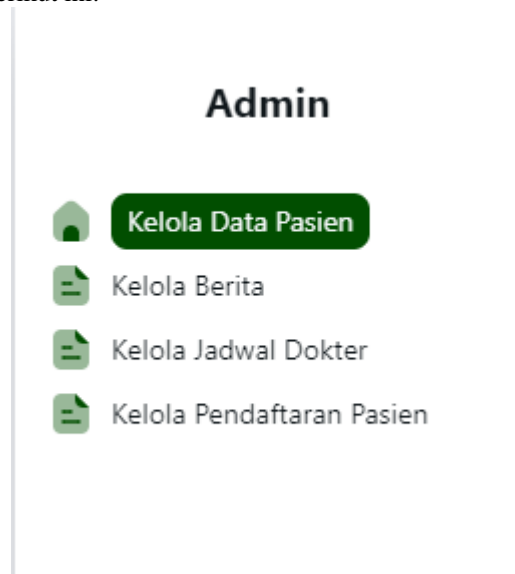 Admin
Kelola Data Pasien
Kelola Berita
Kelola Jadwal Dokter
Kelola Pendaftaran Pasien